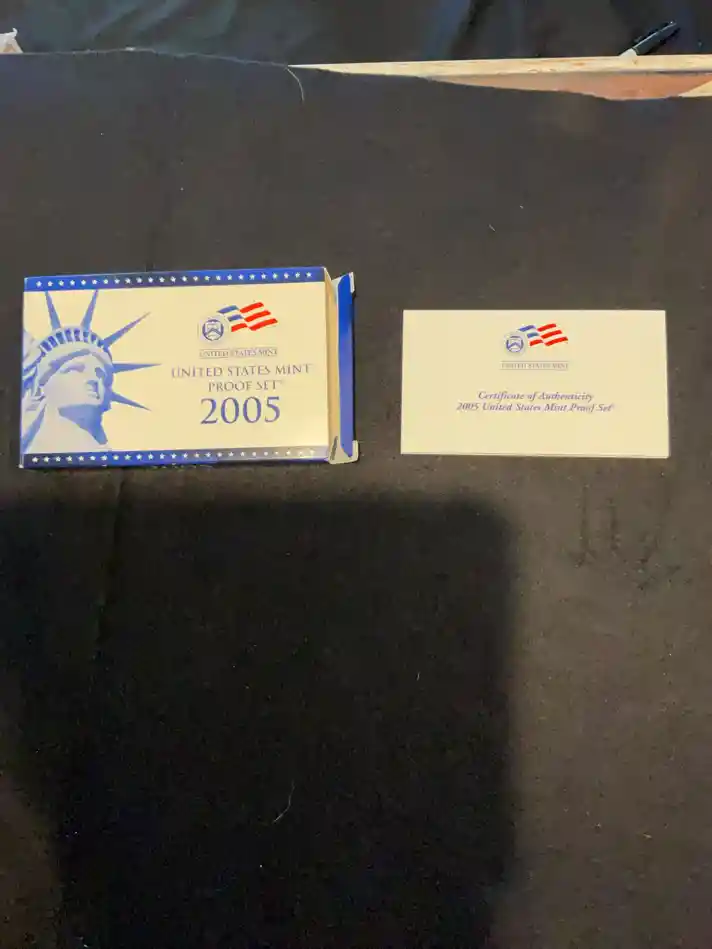 UNITED STATES MINT
UNITED STATES MINT
PROOF SET™
2005
UNITED STATES MINT
Certificate of Authenticity
2005 United States Mint Proof Set®